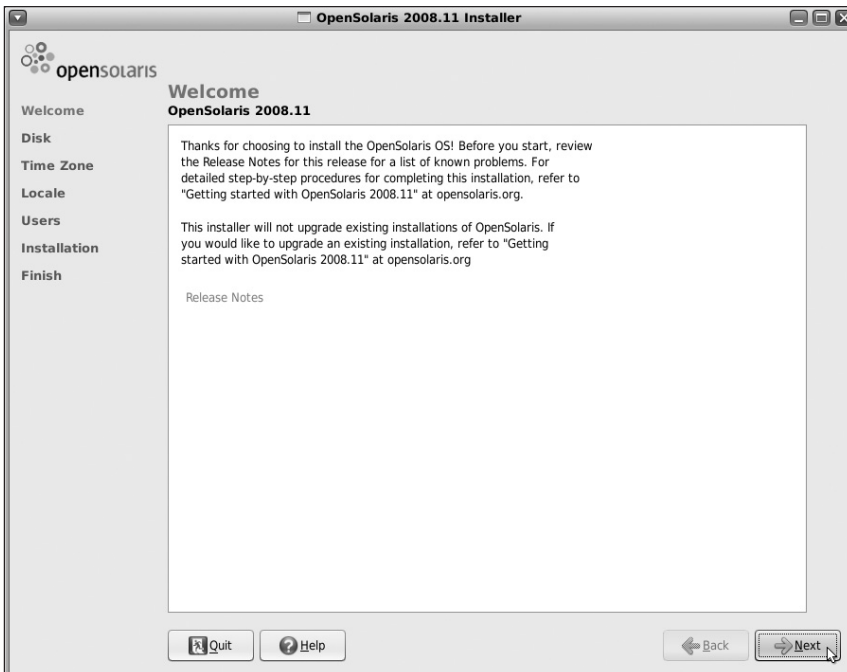 OpenSolaris 2008.11 Installer
opensolaris
Welcome
Disk
Time Zone
Locale
Users
Installation
Finish
Welcome
OpenSolaris 2008.11
Thanks for choosing to install the OpenSolaris OS! Before you start, review
the Release Notes for this release for a list of known problems. For
detailed step-by-step procedures for completing this installation, refer to
"Getting started with OpenSolaris 2008.11" at opensolaris.org.
This installer will not upgrade existing installations of OpenSolaris. If
you would like to upgrade an existing installation, refer to "Getting
started with OpenSolaris 2008.11" at opensolaris.org
Release Notes
Quit
Help
Back
Next